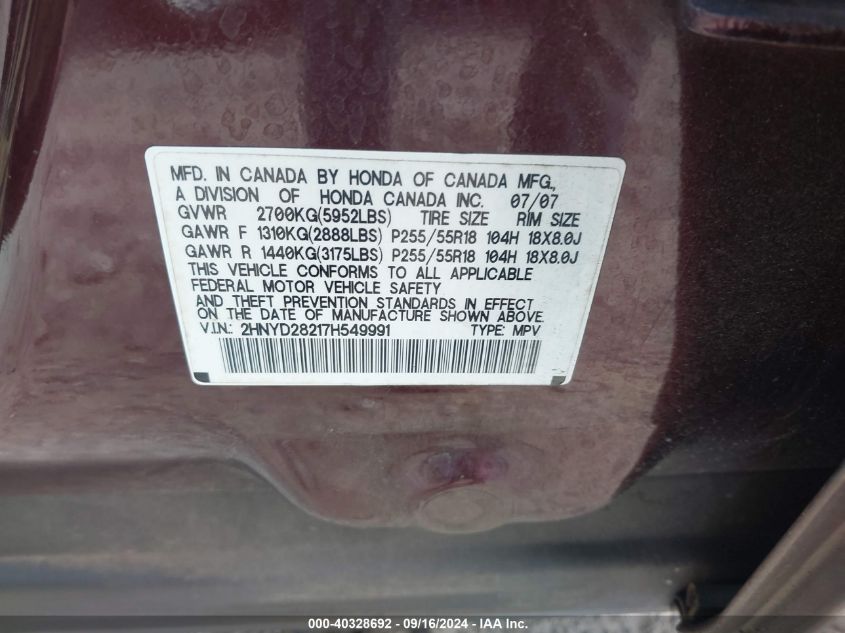 MFD. IN CANADA BY HONDA OF CANADA MFG.,
A DIVISION OF HONDA CANADA INC. 07/07
GVWR 2700KG(5952LBS) TIRE SIZE RIM SIZE
GAWR F 1310KG(2888LBS) P255/55R18 104H 18X8.0J
GAWR R 1440KG(3175LBS) P255/55R18 104H 18X8.0J
THIS VEHICLE CONFORMS TO ALL APPLICABLE
FEDERAL MOTOR VEHICLE SAFETY
AND THEFT PREVENTION STANDARDS IN EFFECT
ON THE DATE OF MANUFACTURE SHOWN ABOVE.
V.I.N.: 2HNYD28217H549991 TYPE: MPV
000-40328692 - 09/16/2024 - IAA Inc.